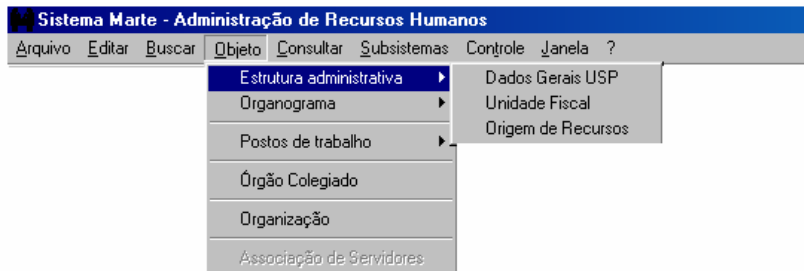 Sistema Marte - Administração de Recursos Humanos
Arquivo Editar Buscar Objeto Consultar Subsistemas Controle Janela ?
Estrutura administrativa
Organograma
Postos de trabalho
Órgão Colegiado
Organização
Associação de Servidores
Dados Gerais USP
Unidade Fiscal
Origem de Recursos